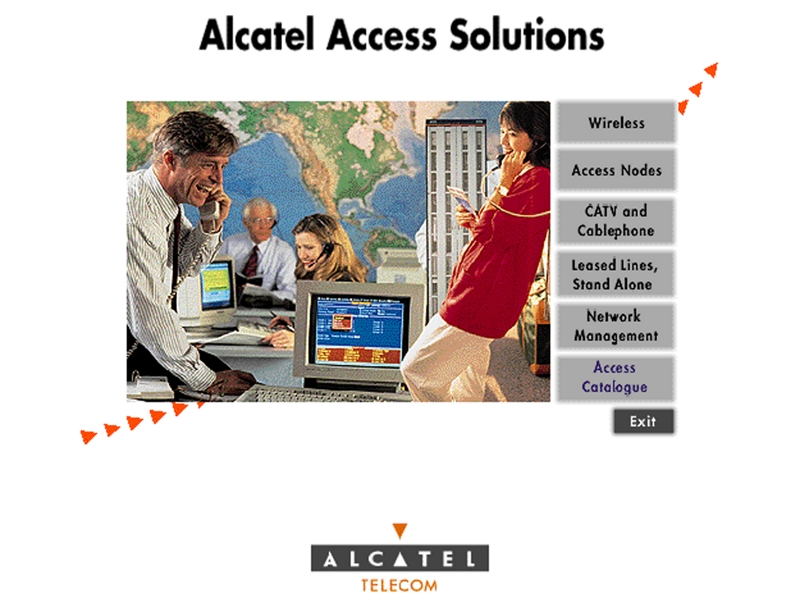 Alcatel Access Solutions
Wireless
Access Nodes
CATV and
Cablephone
Leased Lines,
Stand Alone
Network
Management
Access
Catalogue
Exit
ALCATEL
TELECOM